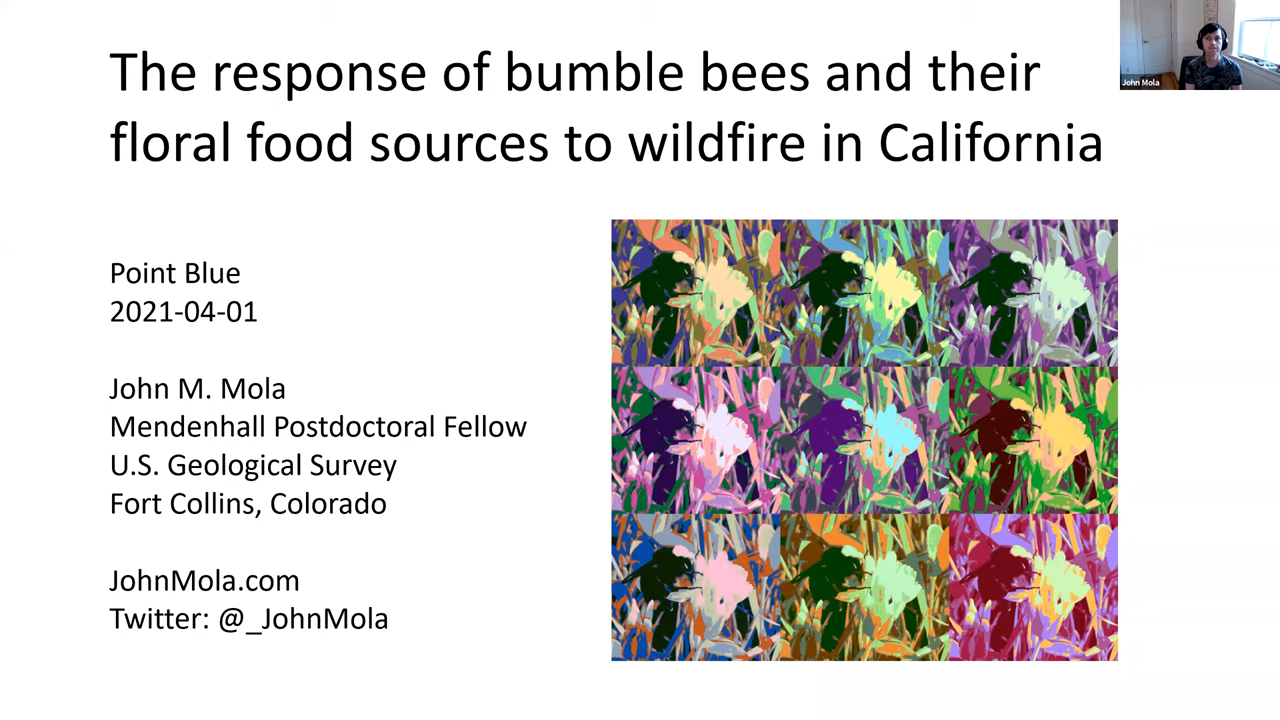 The response of bumble bees and their
floral food sources to wildfire in California
John Mola
Point Blue
2021-04-01
John M. Mola
Mendenhall Postdoctoral Fellow
U.S. Geological Survey
Fort Collins, Colorado
JohnMola.com
Twitter: @_JohnMola